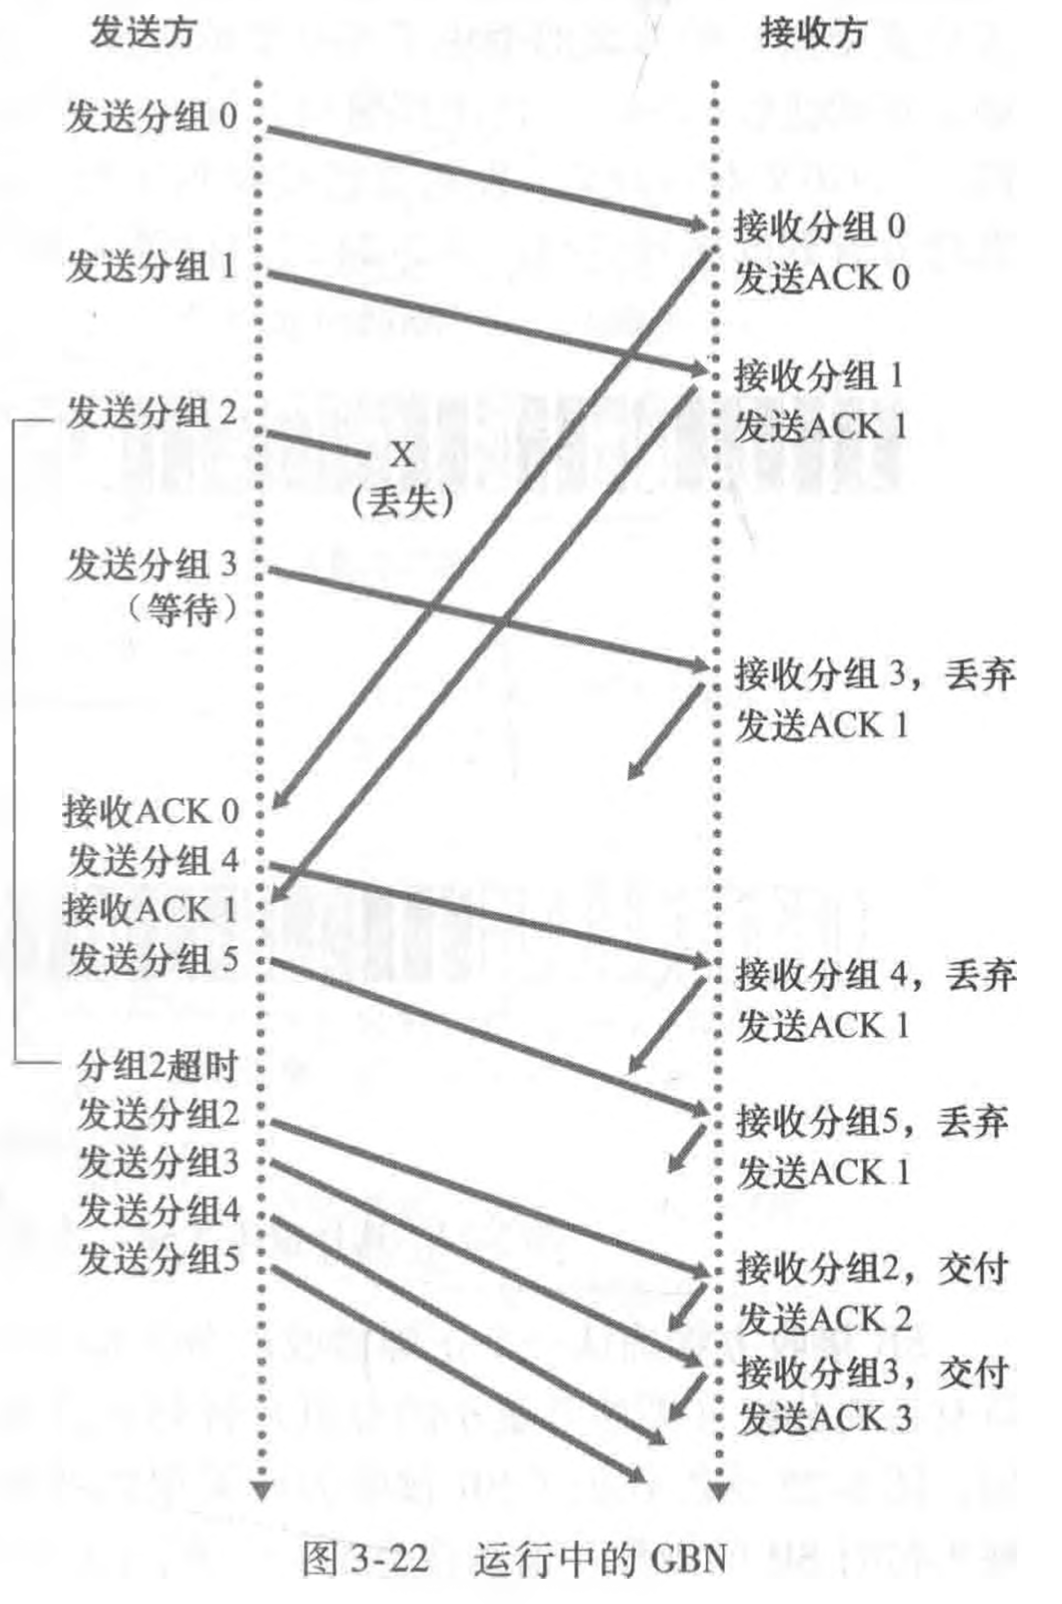 发送方
接收方
发送分组 0
接收分组 0
发送ACK 0
发送分组 1
接收分组 1
发送ACK 1
发送分组 2
X
(丢失)
发送分组 3
（等待）
接收分组 3，丢弃
发送ACK 1
接收ACK 0
发送分组 4
接收ACK 1
发送分组 5
接收分组 4，丢弃
发送ACK 1
分组2超时
发送分组2
发送分组3
发送分组4
发送分组5
接收分组5，丢弃
发送ACK 1
接收分组2，交付
发送ACK 2
接收分组3，交付
发送ACK 3
图 3-22 运行中的 GBN